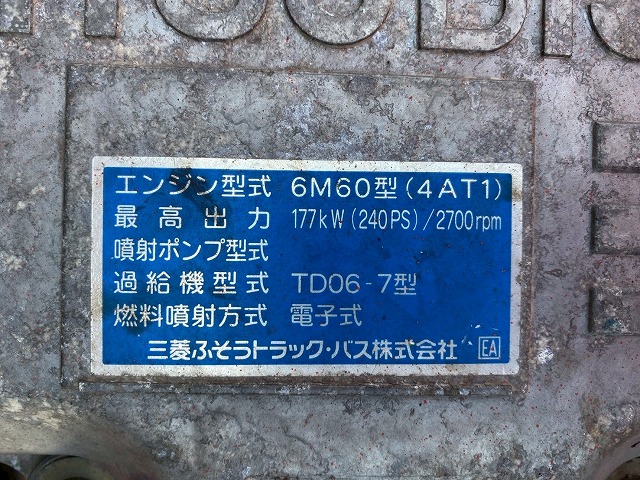 エンジン型式 6M60型(4AT1)
最高出力 177kW(240PS)/2700rpm
噴射ポンプ型式
過給機型式 TD06-7型
燃料噴射方式 電子式
三菱ふそうトラック・バス株式会社 EA